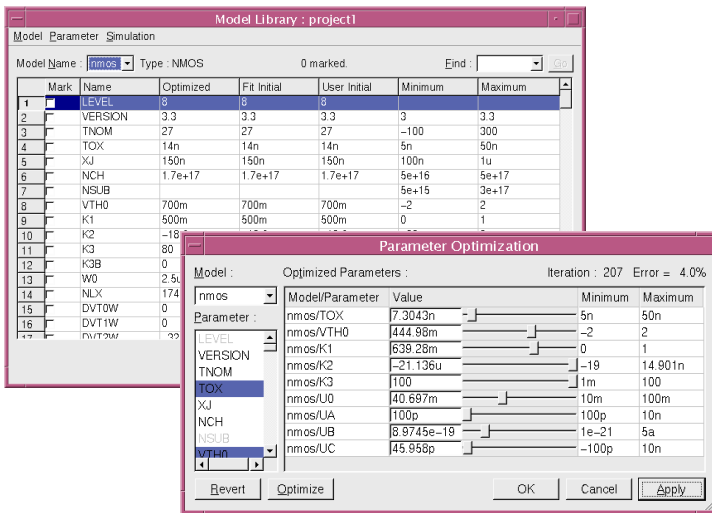 Model Library : project1
Model Parameter Simulation
Model Name : nmos Type : NMOS 0 marked. Find : Go
Mark Name Optimized Fit Initial User Initial Minimum Maximum
1 LEVEL 8 8 8
2 VERSION 3.3 3.3 3.3 3 3.3
3 TNOM 27 27 27 −100 300
4 TOX 14n 14n 14n 5n 50n
5 XJ 150n 150n 150n 100n 1u
6 NCH 1.7e+17 1.7e+17 1.7e+17 5e+16 5e+17
7 NSUB 5e+15 3e+17
8 VTH0 700m 700m 700m −2 2
9 K1 500m 500m 500m 0 1
10 K2
11 K3 80
12 K3B 0
13 W0 2.5u
14 NLX 174
15 DVT0W 0
16 DVT1W 0
17 DVT2W
Parameter Optimization
Model : Optimized Parameters : Iteration : 207 Error = 4.0%
nmos
Parameter :
LEVEL
VERSION
TNOM
TOX
XJ
NCH
NSUB
VTH0
Model/Parameter Value Minimum Maximum
nmos/TOX 7.3043n 5n 50n
nmos/VTH0 444.98m −2 2
nmos/K1 639.28m 0 1
nmos/K2 −21.136u −19 14.901n
nmos/K3 100 1m 100
nmos/U0 40.697m 10m 100m
nmos/UA 100p 100p 10n
nmos/UB 8.9745e−19 1e−21 5a
nmos/UC 45.958p −100p 10n
Revert Optimize OK Cancel Apply